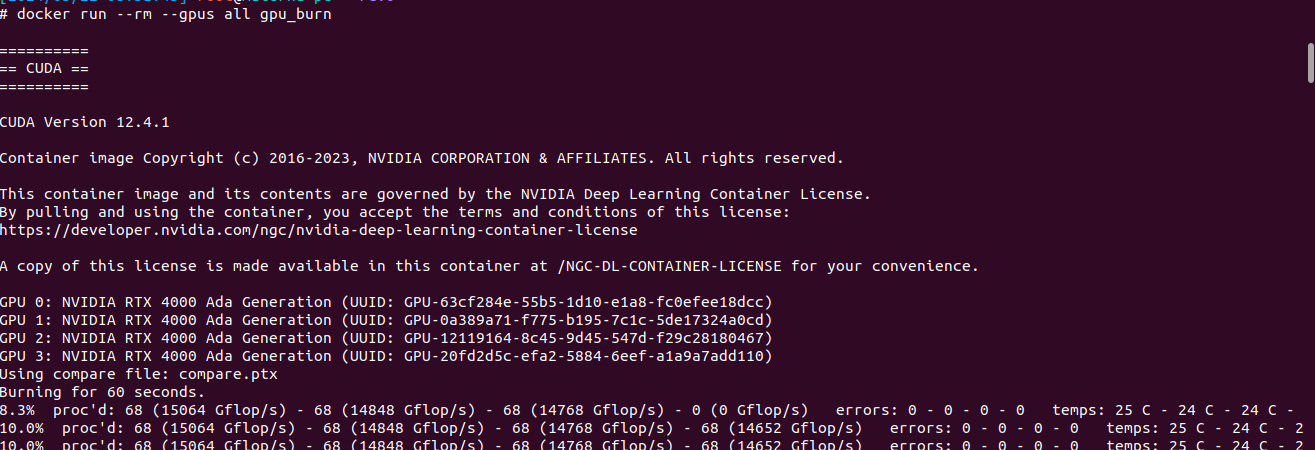 # docker run --rm --gpus all gpu_burn
==========
== CUDA ==
==========
CUDA Version 12.4.1
Container image Copyright (c) 2016-2023, NVIDIA CORPORATION & AFFILIATES. All rights reserved.
This container image and its contents are governed by the NVIDIA Deep Learning Container License.
By pulling and using the container, you accept the terms and conditions of this license:
https://developer.nvidia.com/ngc/nvidia-deep-learning-container-license
A copy of this license is made available in this container at /NGC-DL-CONTAINER-LICENSE for your convenience.
GPU 0: NVIDIA RTX 4000 Ada Generation (UUID: GPU-63cf284e-55b5-1d10-e1a8-fc0efee18dcc)
GPU 1: NVIDIA RTX 4000 Ada Generation (UUID: GPU-0a389a71-f775-b195-7c1c-5de17324a0cd)
GPU 2: NVIDIA RTX 4000 Ada Generation (UUID: GPU-12119164-8c45-9d45-547d-f29c28180467)
GPU 3: NVIDIA RTX 4000 Ada Generation (UUID: GPU-20fd2d5c-efa2-5884-6eef-a1a9a7add110)
Using compare file: compare.ptx
Burning for 60 seconds.
8.3%  proc'd: 68 (15064 Gflop/s) - 68 (14848 Gflop/s) - 68 (14768 Gflop/s) - 0 (0 Gflop/s)   errors: 0 - 0 - 0 - 0   temps: 25 C - 24 C - 24 C -
10.0%  proc'd: 68 (15064 Gflop/s) - 68 (14848 Gflop/s) - 68 (14768 Gflop/s) - 68 (14652 Gflop/s)   errors: 0 - 0 - 0 - 0   temps: 25 C - 24 C - 2
10.0%  proc'd: 68 (15064 Gflop/s) - 68 (14848 Gflop/s) - 68 (14768 Gflop/s) - 68 (14652 Gflop/s)   errors: 0 - 0 - 0 - 0   temps: 25 C - 24 C - 2